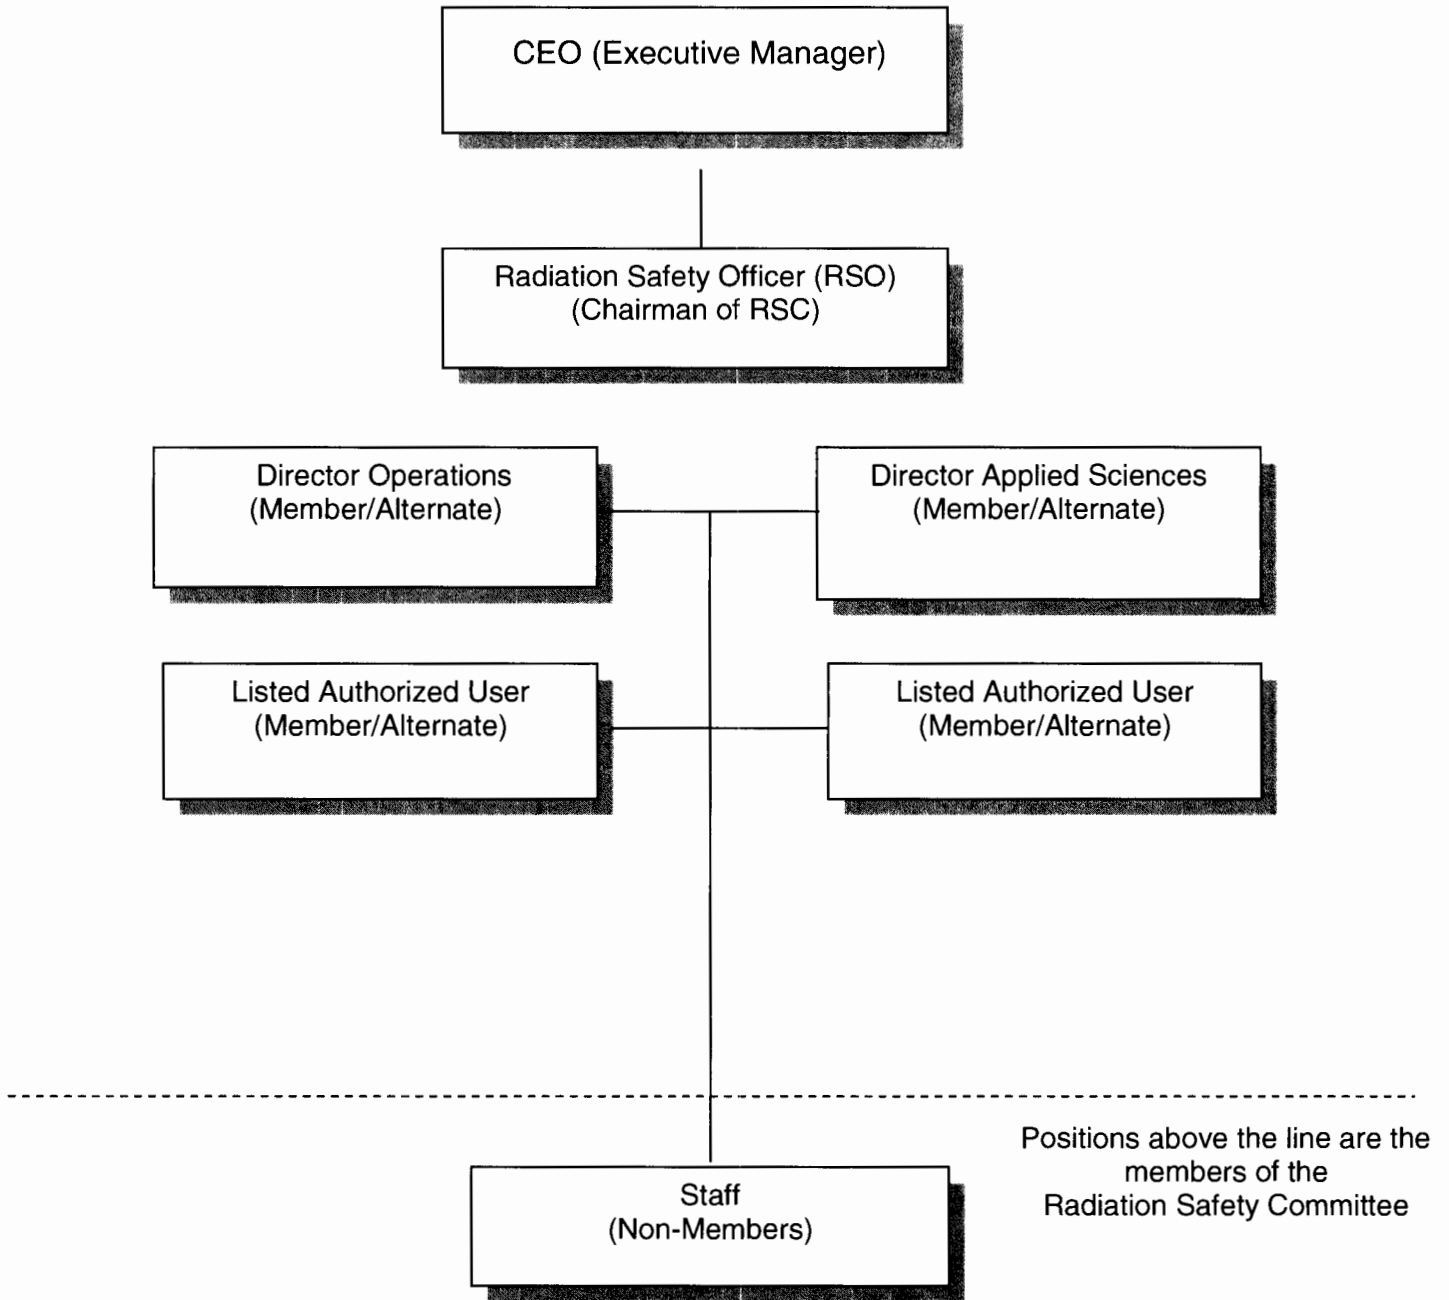 CEO (Executive Manager)
Radiation Safety Officer (RSO)
(Chairman of RSC)
Director Operations
(Member/Alternate)
Director Applied Sciences
(Member/Alternate)
Listed Authorized User
(Member/Alternate)
Listed Authorized User
(Member/Alternate)
Positions above the line are the
members of the
Radiation Safety Committee
Staff
(Non-Members)